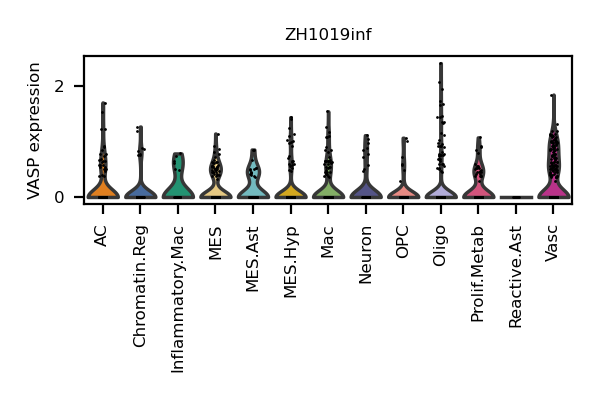 ZH1019inf
VASP expression
2
0
AC
Chromatin.Reg
Inflammatory.Mac
MES
MES.Ast
MES.Hyp
Mac
Neuron
OPC
Oligo
Prolif.Metab
Reactive.Ast
Vasc